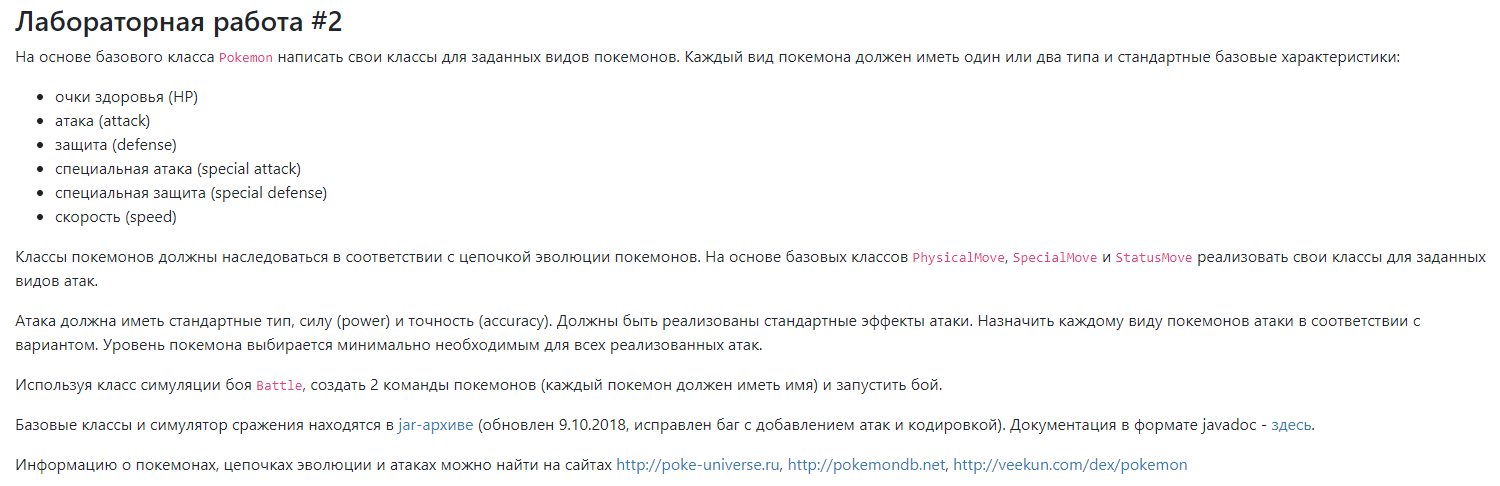 Лабораторная работа #2
На основе базового класса Pokemon написать свои классы для заданных видов покемонов. Каждый вид покемона должен иметь один или два типа и стандартные базовые характеристики:
• очки здоровья (HP)
• атака (attack)
• защита (defense)
• специальная атака (special attack)
• специальная защита (special defense)
• скорость (speed)
Классы покемонов должны наследоваться в соответствии с цепочкой эволюции покемонов. На основе базовых классов PhysicalMove, SpecialMove и StatusMove реализовать свои классы для заданных
видов атак.
Атака должна иметь стандартные тип, силу (power) и точность (accuracy). Должны быть реализованы стандартные эффекты атаки. Назначить каждому виду покемонов атаки в соответствии с
вариантом. Уровень покемона выбирается минимально необходимым для всех реализованных атак.
Используя класс симуляции боя Battle, создать 2 команды покемонов (каждый покемон должен иметь имя) и запустить бой.
Базовые классы и симулятор сражения находятся в jar-архиве (обновлен 9.10.2018, исправлен баг с добавлением атак и кодировкой). Документация в формате javadoc - здесь.
Информацию о покемонах, цепочках эволюции и атаках можно найти на сайтах http://poke-universe.ru, http://pokemondb.net, http://veekun.com/dex/pokemon